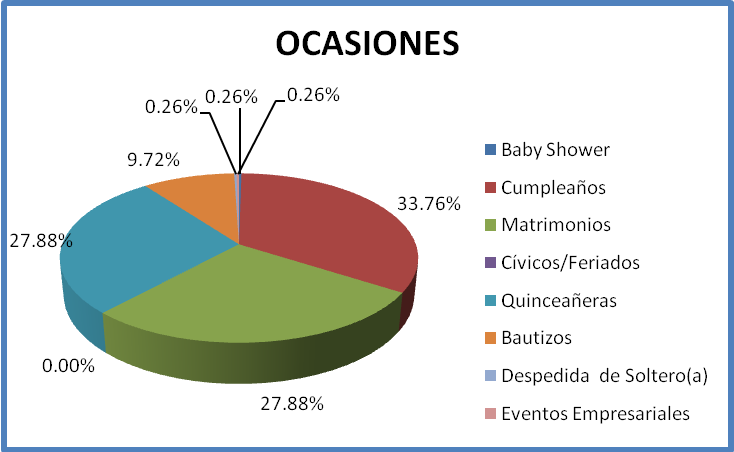 OCASIONES
0.26%
0.26%
0.26%
9.72%
33.76%
27.88%
0.00%
27.88%
Baby Shower
Cumpleaños
Matrimonios
Cívicos/Feriados
Quinceañeras
Bautizos
Despedida de Soltero(a)
Eventos Empresariales